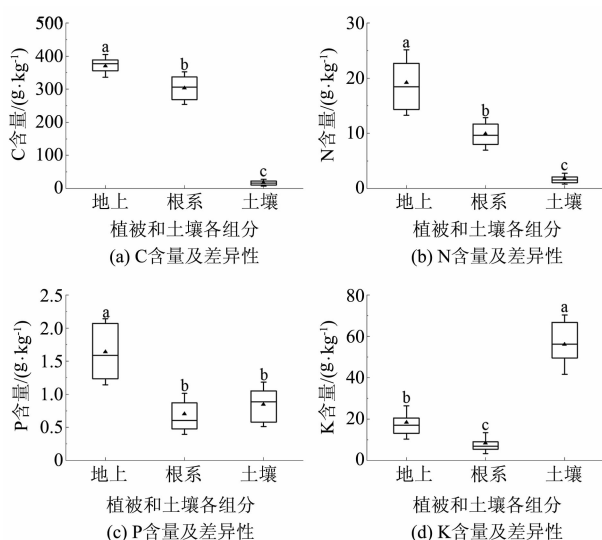 500
400
300
200
100
0
C含量/(g·kg⁻¹)
a
b
c
地上 根系 土壤
植被和土壤各组分
(a) C含量及差异性
30
20
10
0
N含量/(g·kg⁻¹)
a
b
c
地上 根系 土壤
植被和土壤各组分
(b) N含量及差异性
2.5
2.0
1.5
1.0
0.5
0
P含量/(g·kg⁻¹)
a
b
b
地上 根系 土壤
植被和土壤各组分
(c) P含量及差异性
80
60
40
20
0
K含量/(g·kg⁻¹)
b
c
a
地上 根系 土壤
植被和土壤各组分
(d) K含量及差异性